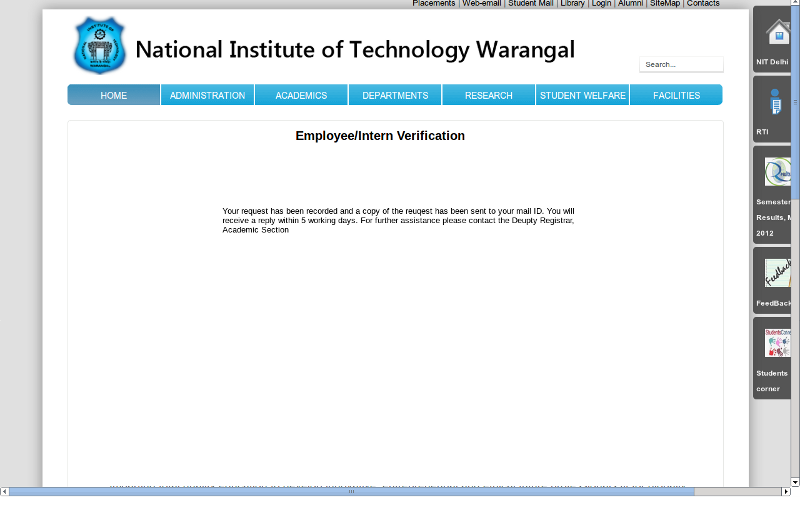 Placements | Web-email | Student Mail | Library | Login | Alumni | SiteMap | Contacts
National Institute of Technology Warangal
Search...
HOME ADMINISTRATION ACADEMICS DEPARTMENTS RESEARCH STUDENT WELFARE FACILITIES
Employee/Intern Verification
Your request has been recorded and a copy of the reuqest has been sent to your mail ID. You will
receive a reply within 5 working days. For further assistance please contact the Deupty Registrar,
Academic Section
NIT Delhi
RTI
Semester
Results, M
2012
FeedBack
FeedBack
Students
corner